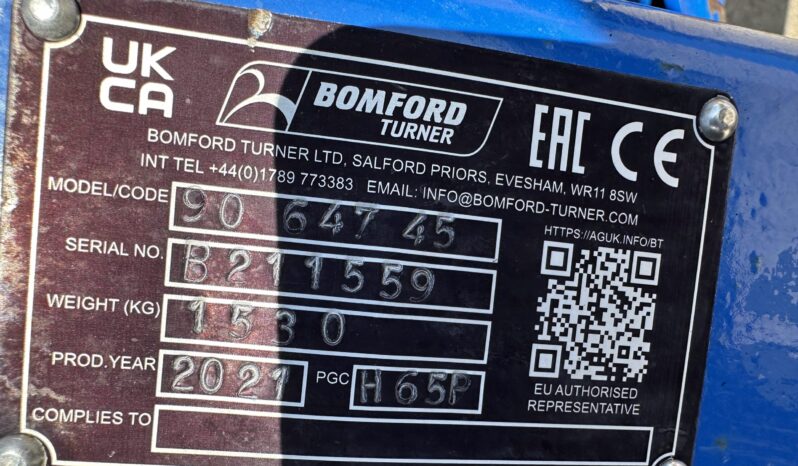 UK
CA
BOMFORD
TURNER
EAC CE
BOMFORD TURNER LTD, SALFORD PRIORS, EVESHAM, WR11 8SW
INT TEL +44(0)1789 773383 EMAIL: INFO@BOMFORD-TURNER.COM
MODEL/CODE 90 647 45
HTTPS://AGUK.INFO/BT
SERIAL NO. B211559
WEIGHT (KG) 1530
PROD.YEAR 2021 PGC H65P
EU AUTHORISED
REPRESENTATIVE
COMPLIES TO